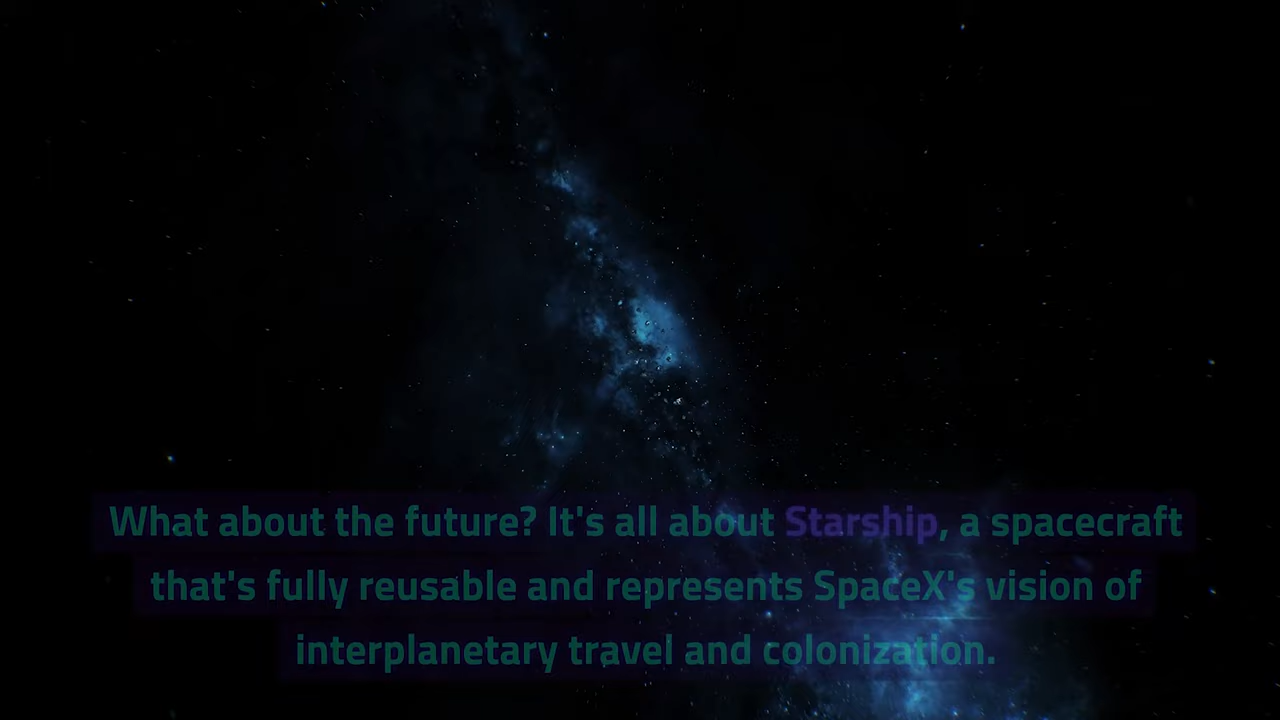 What about the future? It's all about Starship, a spacecraft
that's fully reusable and represents SpaceX's vision of
interplanetary travel and colonization.